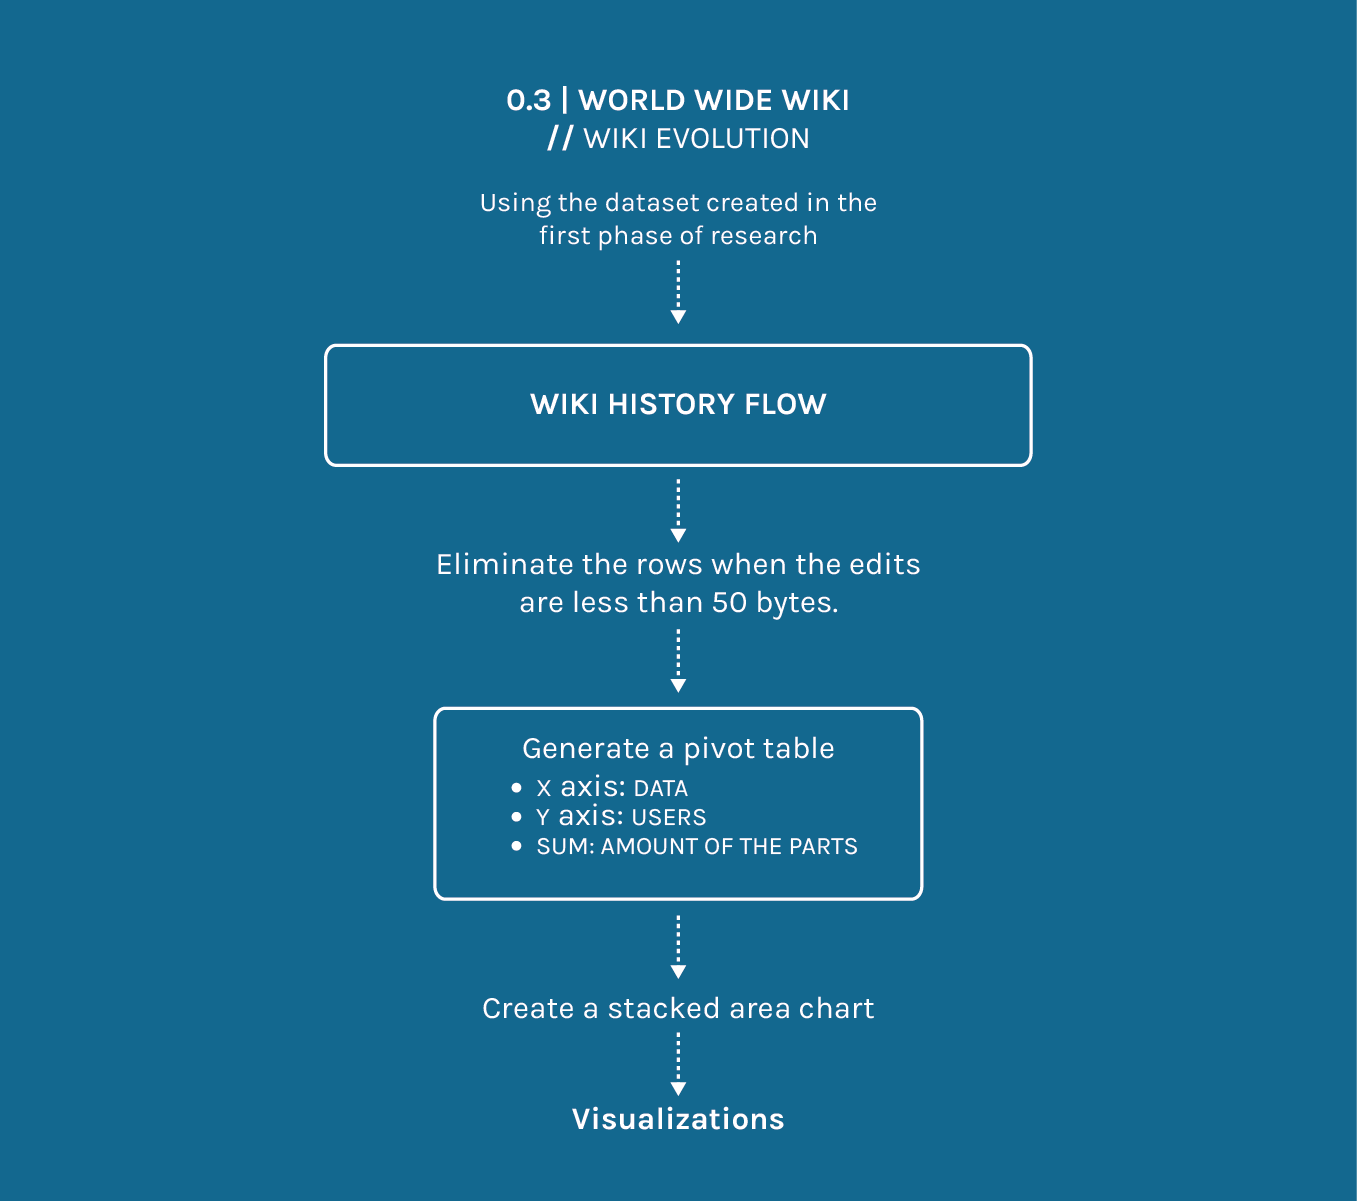 0.3 | WORLD WIDE WIKI
// WIKI EVOLUTION
Using the dataset created in the
first phase of research
WIKI HISTORY FLOW
Eliminate the rows when the edits
are less than 50 bytes.
Generate a pivot table
• X axis: DATA
• Y axis: USERS
• SUM: AMOUNT OF THE PARTS
Create a stacked area chart
Visualizations